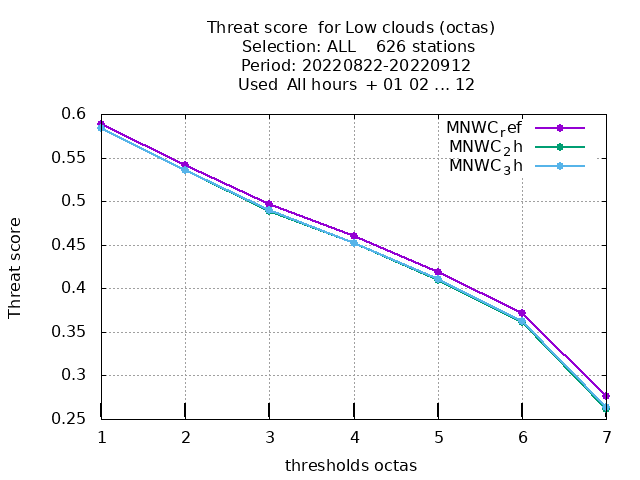 Threat score for Low clouds (octas)
Selection: ALL 626 stations
Period: 20220822-20220912
Used All hours + 01 02 ... 12
0.6
0.55
0.5
0.45
0.4
0.35
0.3
0.25
Threat score
MNWC_ref
MNWC_2h
MNWC_3h
1 2 3 4 5 6 7
thresholds octas